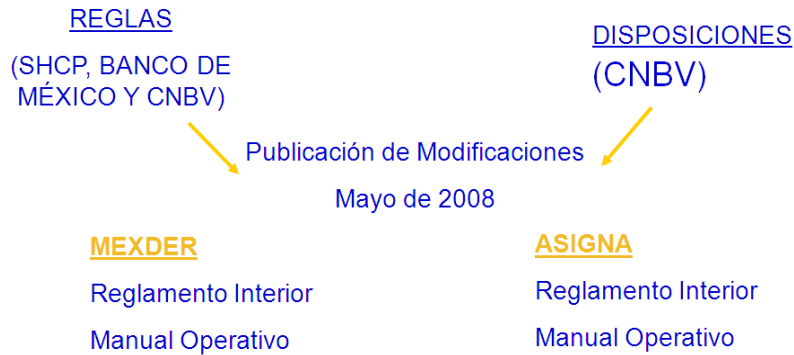 REGLAS
(SHCP, BANCO DE
MÉXICO Y CNBV)
DISPOSICIONES
(CNBV)
Publicación de Modificaciones
Mayo de 2008
MEXDER
Reglamento Interior
Manual Operativo
ASIGNA
Reglamento Interior
Manual Operativo